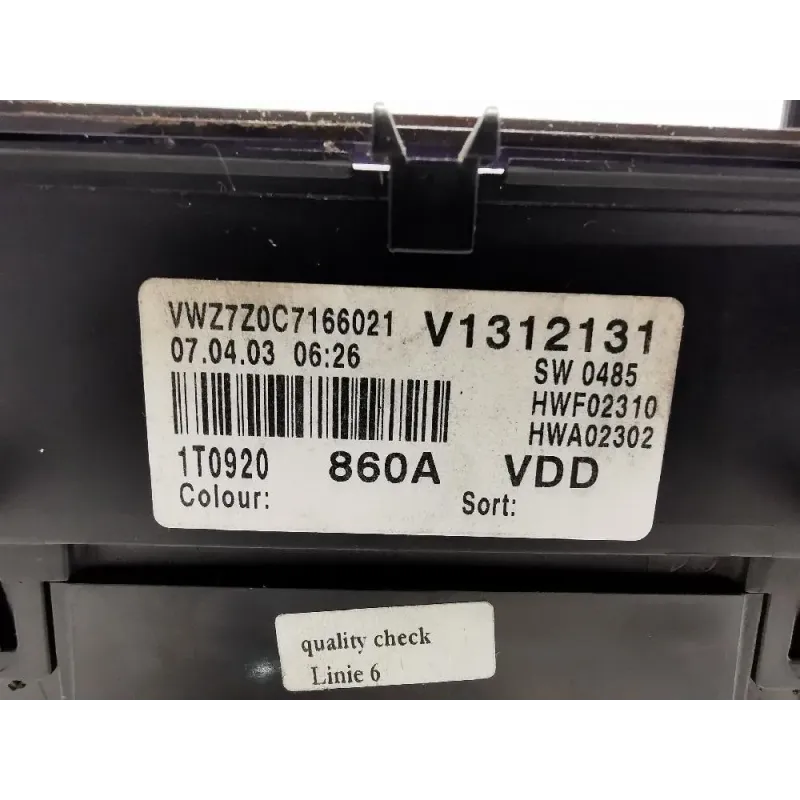 VWZ7Z0C7166021 V1312131
07.04.03 06:26 SW 0485
HWF02310
HWA02302
1T0920 860A VDD
Colour: Sort:
quality check
Linie 6